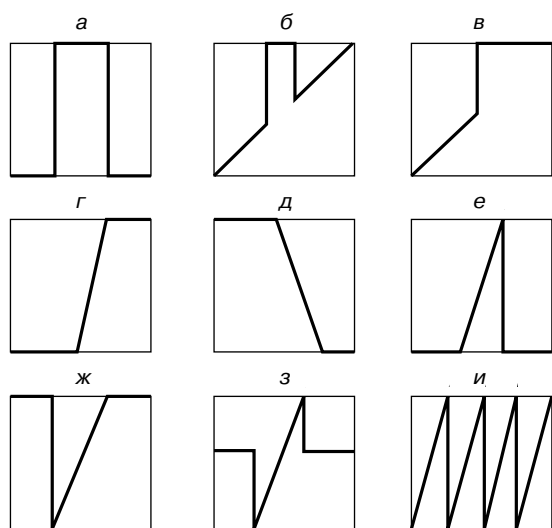 а б в
г д е
ж з и